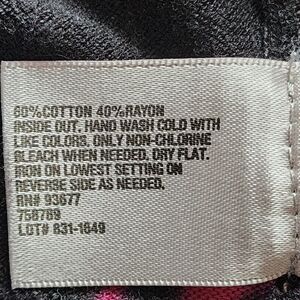 60%COTTON 40%RAYON
INSIDE OUT. HAND WASH COLD WITH
LIKE COLORS. ONLY NON-CHLORINE
BLEACH WHEN NEEDED. DRY FLAT.
IRON ON LOWEST SETTING ON
REVERSE SIDE AS NEEDED.
RN# 93677
758789
LOT# 831-1649